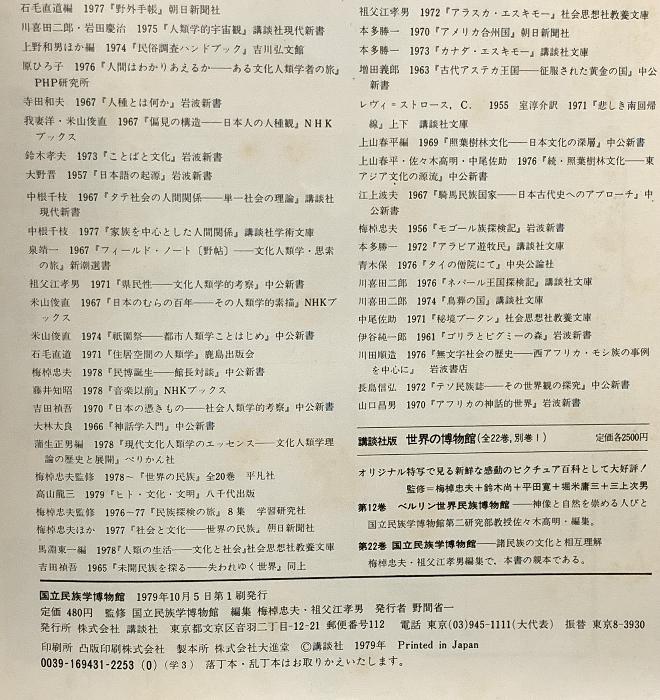 石毛直道編　1977『野外手帳』朝日新聞社
川喜田二郎・岩田慶治　1975『人類学的宇宙観』講談社現代新書
上野和男ほか編　1974『民俗調査ハンドブック』吉川弘文館
原ひろ子　1976『人間はわかりあえるか――ある文化人類学者の旅』
PHP研究所
寺田和夫　1967『人種とは何か』岩波新書
我妻洋・米山俊直　1967『偏見の構造――日本人の人種観』NHK
ブックス
鈴木孝夫　1973『ことばと文化』岩波新書
大野晋　1957『日本語の起源』岩波新書
中根千枝　1967『タテ社会の人間関係――単一社会の理論』講談社
現代新書
中根千枝　1967『家族を中心とした人間関係』講談社学術文庫
泉靖一　1967『フィールド・ノート〔野帖〕――文化人類学・思索
の旅』新潮選書
祖父江孝男　1971『県民性――文化人類学的考察』中公新書
米山俊直　1967『日本のむらの百年――その人類学的素描』NHKブ
ックス
米山俊直　1974『祇園祭――都市人類学ことはじめ』中公新書
石毛直道　1971『住居空間の人類学』鹿島出版会
梅棹忠夫　1978『民博誕生――館長対談』中公新書
藤井知昭　1978『音楽以前』NHKブックス
吉田禎吾　1970『日本の憑きもの――社会人類学的考察』中公新書
大林太良　1966『神話学入門』中公新書
蒲生正男編　1978『現代文化人類学のエッセンス――文化人類学理
論の歴史と展開』ぺりかん社
梅棹忠夫監修　1978～『世界の民族』全20巻　平凡社
高山龍三　1979『ヒト・文化・文明』八千代出版
梅棹忠夫監修　1976～77『民族探検の旅』8集　学習研究社
梅棹忠夫ほか　1977『社会と文化――世界の民族』朝日新聞社
馬淵東一編　1978『人類の生活――文化と社会』社会思想社教養文庫
吉田禎吾　1965『未開民族を探る――失われゆく世界』同上
祖父江孝男　1972『アラスカ・エスキモー』社会思想社教養文庫
本多勝一　1970『アメリカ合州国』朝日新聞社
本多勝一　1973『カナダ・エスキモー』講談社文庫
増田義郎　1963『古代アステカ王国――征服された黄金の国』中公
新書
レヴィ＝ストロース，C.　1955　室淳介訳　1971『悲しき南回帰
線』上下　講談社文庫
上山春平編　1969『照葉樹林文化――日本文化の深層』中公新書
上山春平・佐々木高明・中尾佐助　1976『続・照葉樹林文化――東
アジア文化の源流』中公新書
江上波夫　1967『騎馬民族国家――日本古代史へのアプローチ』中
公新書
梅棹忠夫　1956『モゴール族探検記』岩波新書
本多勝一　1972『アラビア遊牧民』講談社文庫
青木保　1976『タイの僧院にて』中央公論社
川喜田二郎　1976『ネパール王国探検記』講談社文庫
川喜田二郎　1974『鳥葬の国』講談社文庫
中尾佐助　1971『秘境ブータン』社会思想社教養文庫
伊谷純一郎　1961『ゴリラとピグミーの森』岩波新書
川田順造　1976『無文字社会の歴史――西アフリカ・モシ族の事例
を中心に』　岩波書店
長島信弘　1972『テソ民族誌――その世界観の探究』中公新書
山口昌男　1970『アフリカの神話的世界』岩波新書
講談社版　世界の博物館（全22巻，別巻1）　定価各2500円
オリジナル特写で見る新鮮な感動のピクチュア百科として大好評！
監修＝梅棹忠夫＋鈴木尚＋平田寛＋堀米庸三＋三上次男
第12巻　ベルリン世界民族博物館――神像と自然を崇める人びと
国立民族学博物館第二研究部教授佐々木高明・編集。
第22巻　国立民族学博物館――諸民族の文化と相互理解
梅棹忠夫・祖父江孝男編集で、本書の親本である。
国立民族学博物館　1979年10月5日第1刷発行
定価 480円　監修 国立民族学博物館　編集 梅棹忠夫・祖父江孝男　発行者 野間省一
発行所 株式会社 講談社　東京都文京区音羽二丁目12-21 郵便番号112　電話 東京(03)945-1111(大代表)　振替 東京8-3930
印刷所 凸版印刷株式会社　製本所 株式会社大進堂　©講談社 1979年　Printed in Japan
0039-169431-2253 (0)　(学3)　落丁本・乱丁本はお取りかえいたします。